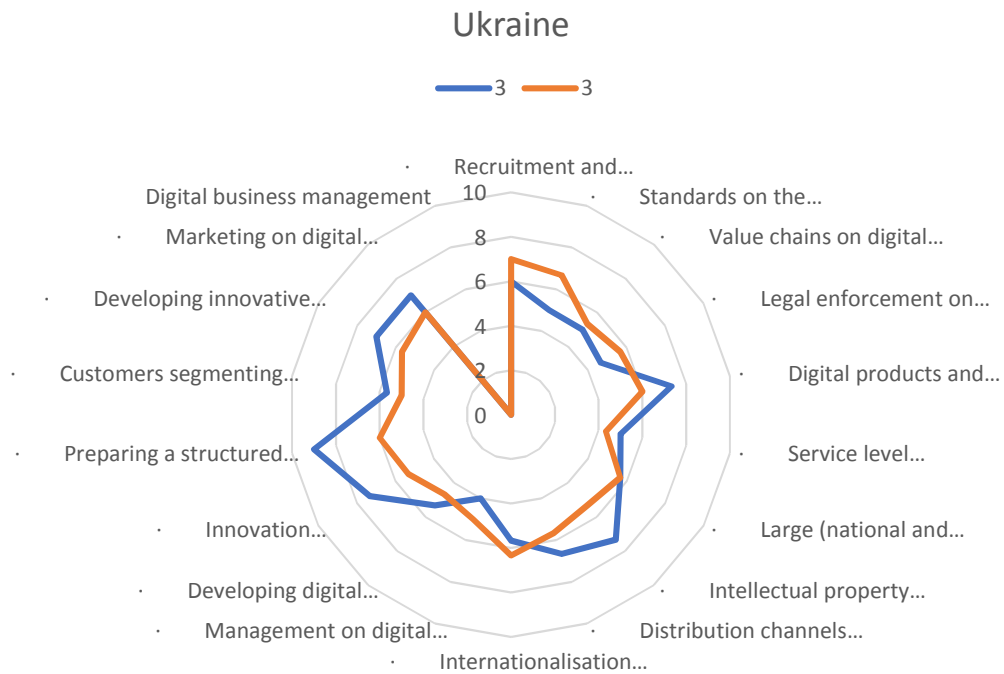 Ukraine
3 3
· Recruitment and…
· Standards on the…
· Value chains on digital…
· Legal enforcement on…
· Digital products and…
· Service level…
· Large (national and…
· Intellectual property…
· Distribution channels…
· Internationalisation…
· Management on digital…
· Developing digital…
· Innovation…
· Preparing a structured…
· Customers segmenting…
· Developing innovative…
· Marketing on digital…
Digital business management
10
8
6
4
2
0